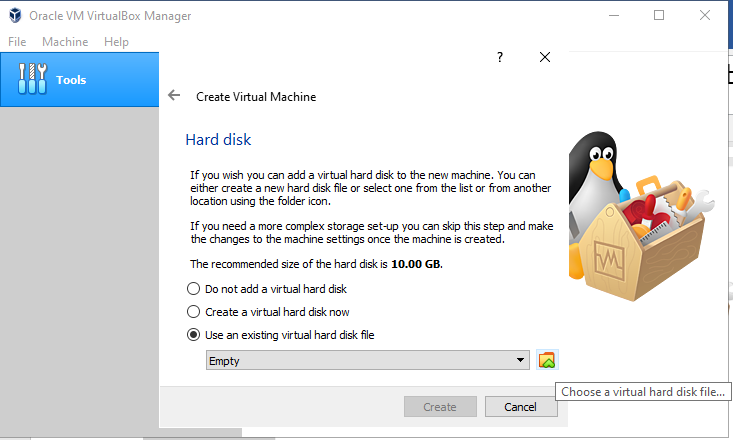 Oracle VM VirtualBox Manager
File Machine Help
Tools
?
Create Virtual Machine
Hard disk
If you wish you can add a virtual hard disk to the new machine. You can
either create a new hard disk file or select one from the list or from another
location using the folder icon.
If you need a more complex storage set-up you can skip this step and make
the changes to the machine settings once the machine is created.
The recommended size of the hard disk is 10.00 GB.
Do not add a virtual hard disk
Create a virtual hard disk now
Use an existing virtual hard disk file
Empty
Choose a virtual hard disk file...
Create Cancel